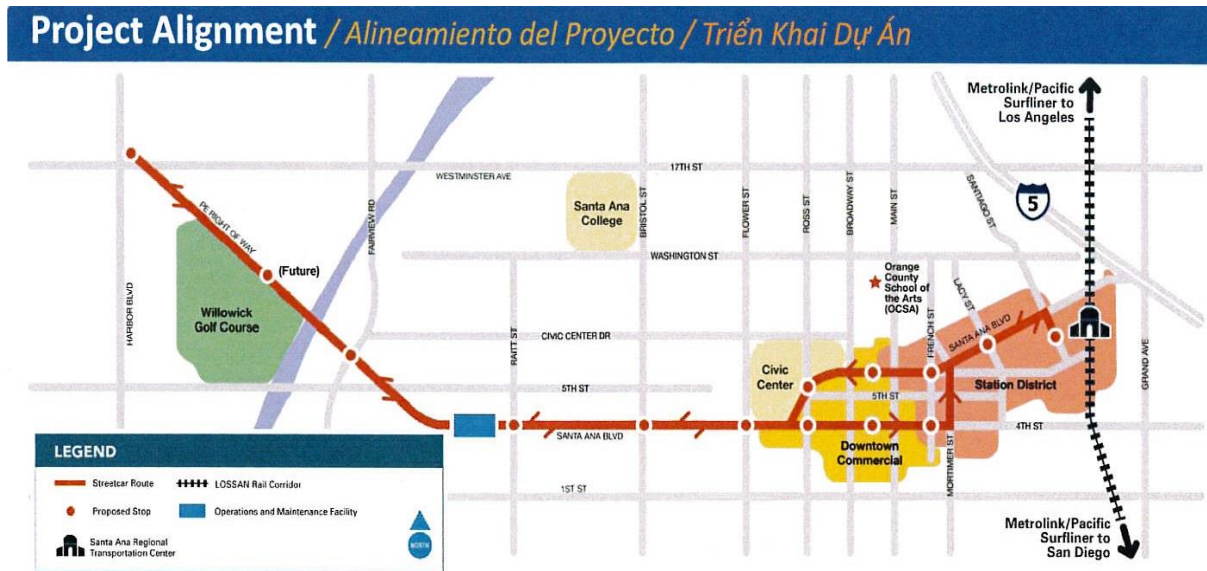 Project Alignment / Alineamiento del Proyecto / Triển Khai Dự Án
Metrolink/Pacific
Surfliner to
Los Angeles
17TH ST
WESTMINSTER AVE
5
PE RIGHT OF WAY
FAIRVIEW RD
Santa Ana
College
BRISTOL ST
FLOWER ST
ROSS ST
BROADWAY ST
MAIN ST
SANTIAGO ST
(Future)
WASHINGTON ST
Orange
County
School of
the Arts
(OCSA)
LACY ST
HARBOR BLVD
Willowick
Golf Course
RAITT ST
CIVIC CENTER DR
FRENCH ST
SANTA ANA BLVD
GRAND AVE
Civic
Center
Station District
5TH ST
5TH ST
SANTA ANA BLVD
Downtown
Commercial
4TH ST
MORTIMER ST
1ST ST
LEGEND
Streetcar Route
LOSSAN Rail Corridor
Proposed Stop
Operations and Maintenance Facility
Santa Ana Regional
Transportation Center
NORTH
Metrolink/Pacific
Surfliner to
San Diego